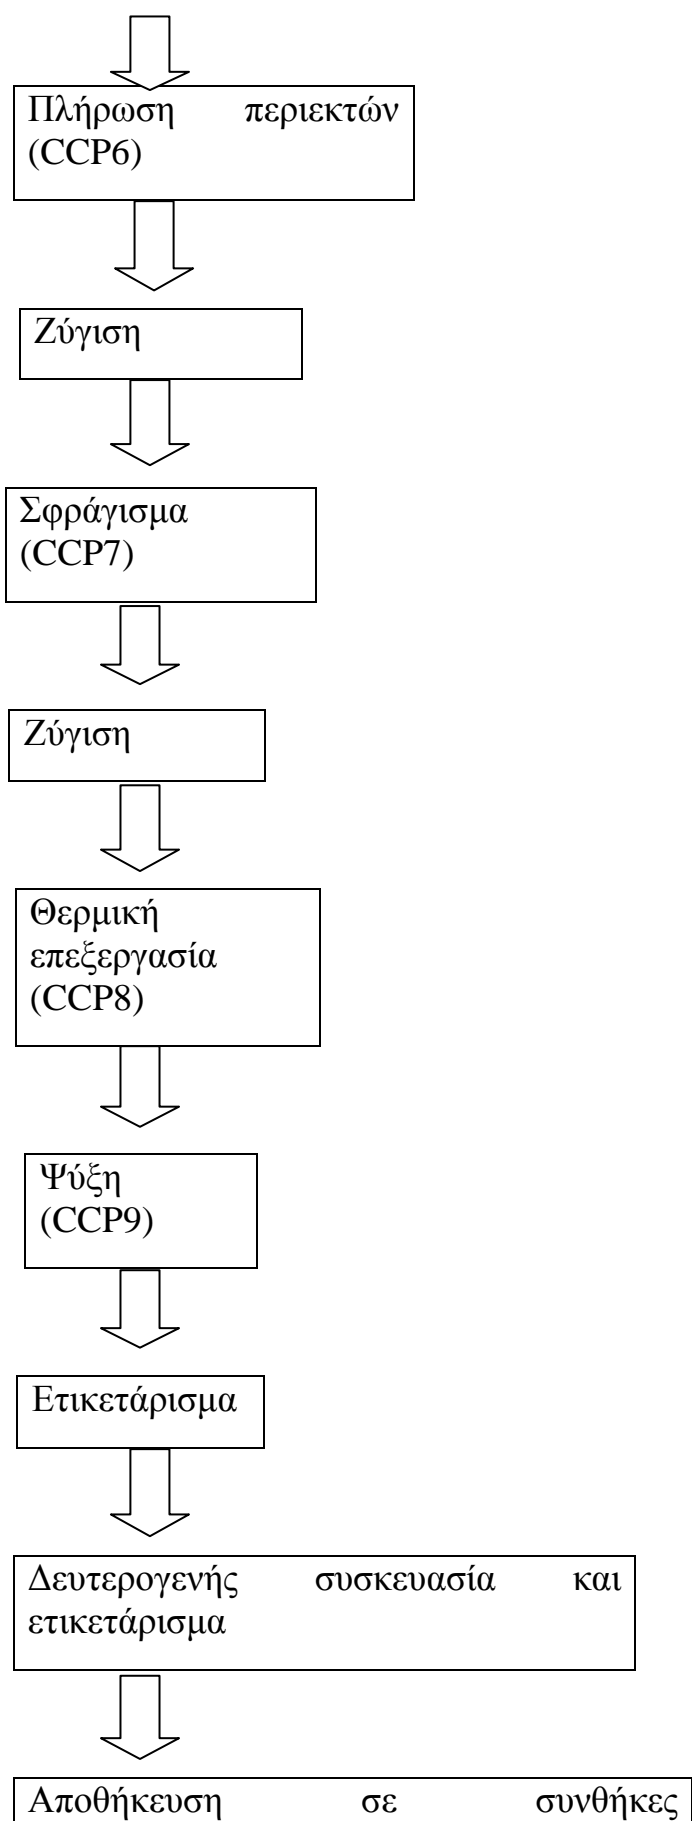 Πλήρωση περιεκτών
(CCP6)
Ζύγιση
Σφράγισμα
(CCP7)
Ζύγιση
Θερμική
επεξεργασία
(CCP8)
Ψύξη
(CCP9)
Ετικετάρισμα
Δευτερογενής συσκευασία και
ετικετάρισμα
Αποθήκευση σε συνθήκες